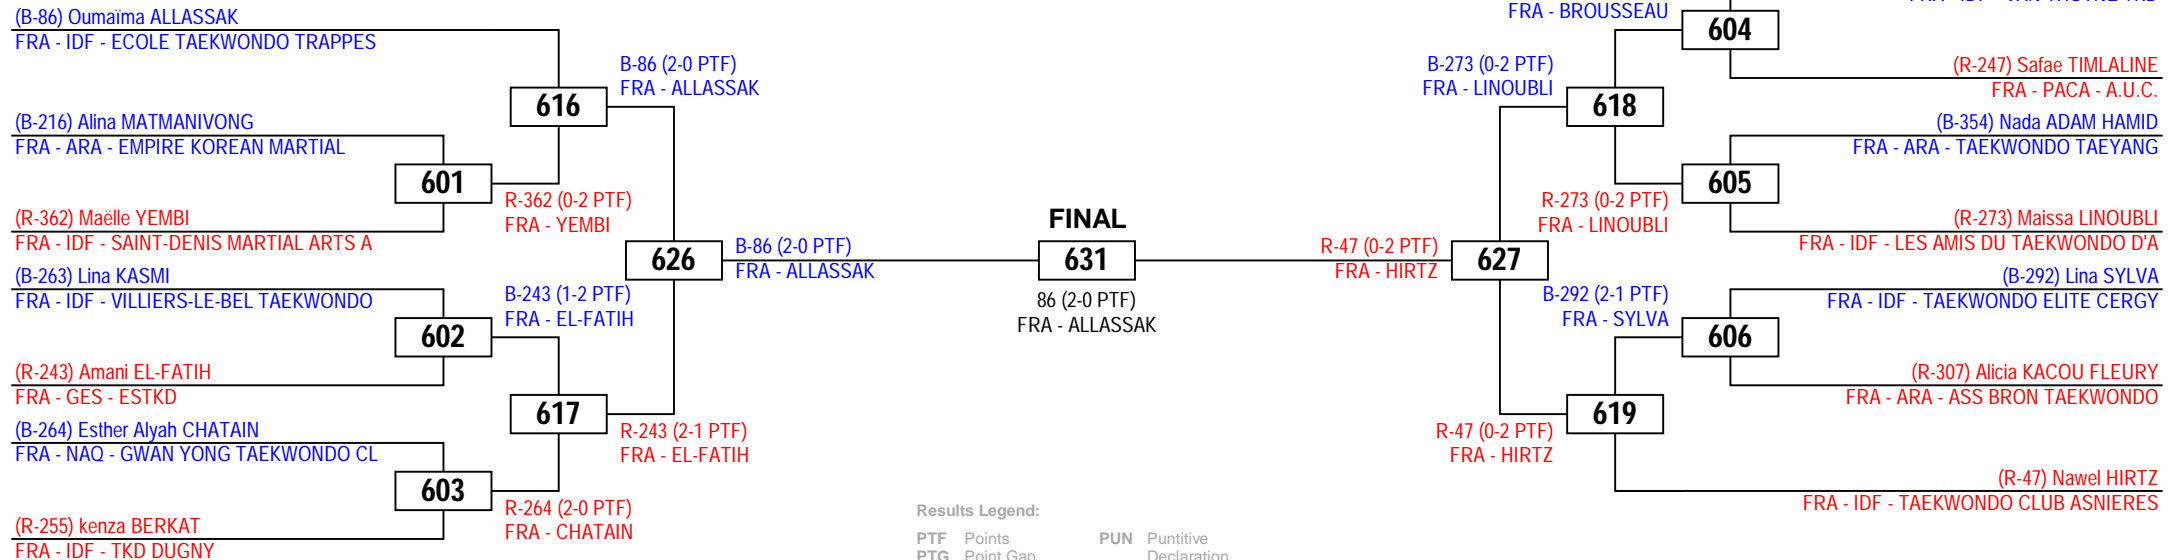 (B-86) Oumaïma ALLASSAK
FRA - IDF - ECOLE TAEKWONDO TRAPPES
(B-216) Alina MATMANIVONG
FRA - ARA - EMPIRE KOREAN MARTIAL
(R-362) Maëlle YEMBI
FRA - IDF - SAINT-DENIS MARTIAL ARTS A
(B-263) Lina KASMI
FRA - IDF - VILLIERS-LE-BEL TAEKWONDO
(R-243) Amani EL-FATIH
FRA - GES - ESTKD
(B-264) Esther Alyah CHATAIN
FRA - NAQ - GWAN YONG TAEKWONDO CL
(R-255) kenza BERKAT
FRA - IDF - TKD DUGNY
601
602
603
616
R-362 (0-2 PTF)
FRA - YEMBI
B-243 (1-2 PTF)
FRA - EL-FATIH
617
R-264 (2-0 PTF)
FRA - CHATAIN
B-86 (2-0 PTF)
FRA - ALLASSAK
626
R-243 (2-1 PTF)
FRA - EL-FATIH
B-86 (2-0 PTF)
FRA - ALLASSAK
FINAL
631
86 (2-0 PTF)
FRA - ALLASSAK
R-47 (0-2 PTF)
FRA - HIRTZ
B-273 (0-2 PTF)
FRA - LINOUBLI
627
R-47 (0-2 PTF)
FRA - HIRTZ
FRA - BROUSSEAU
618
R-273 (0-2 PTF)
FRA - LINOUBLI
B-292 (2-1 PTF)
FRA - SYLVA
619
604
605
606
(R-247) Safae TIMLALINE
FRA - PACA - A.U.C.
(B-354) Nada ADAM HAMID
FRA - ARA - TAEKWONDO TAEYANG
(R-273) Maissa LINOUBLI
FRA - IDF - LES AMIS DU TAEKWONDO D'A
(B-292) Lina SYLVA
FRA - IDF - TAEKWONDO ELITE CERGY
(R-307) Alicia KACOU FLEURY
FRA - ARA - ASS BRON TAEKWONDO
(R-47) Nawel HIRTZ
FRA - IDF - TAEKWONDO CLUB ASNIERES
Results Legend:
PTF Points PUN Puntitive
PTG Point Gap Declaration